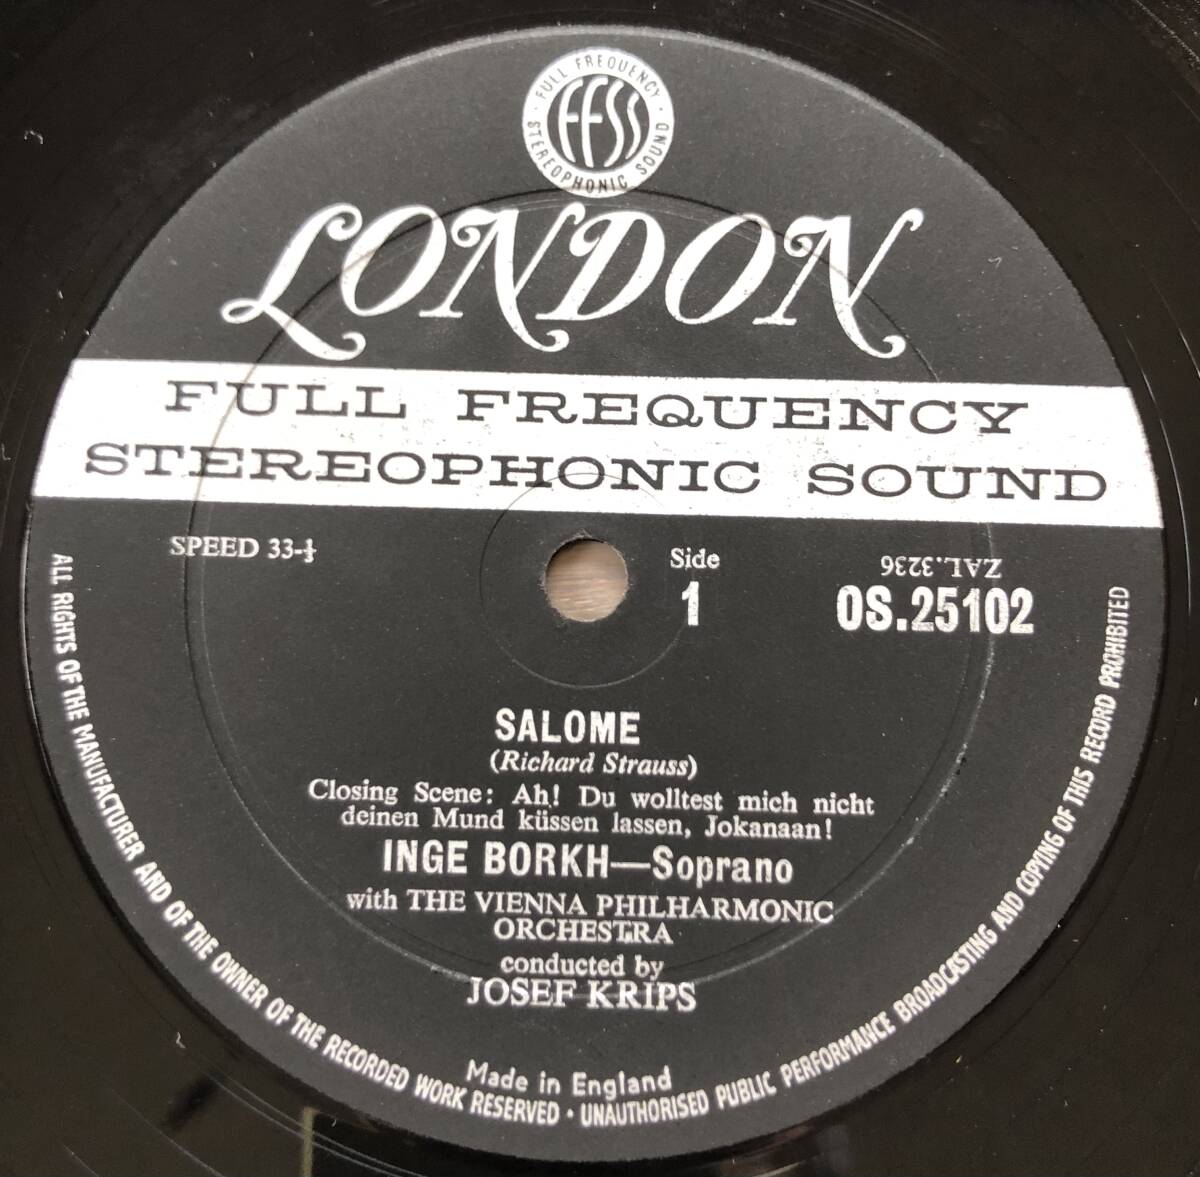 FULL FREQUENCY
FFSS
STEREOPHONIC SOUND
LONDON
FULL FREQUENCY
STEREOPHONIC SOUND
SPEED 33-⅓
Side
1
ZAL.3236
OS.25102
SALOME
(Richard Strauss)
Closing Scene: Ah! Du wolltest mich nicht
deinen Mund küssen lassen, Jokanaan!
INGE BORKH—Soprano
with THE VIENNA PHILHARMONIC
ORCHESTRA
conducted by
JOSEF KRIPS
Made in England
ALL RIGHTS OF THE MANUFACTURER AND OF THE OWNER OF THE RECORDED WORK RESERVED · UNAUTHORISED PUBLIC PERFORMANCE BROADCASTING AND COPYING OF THIS RECORD PROHIBITED